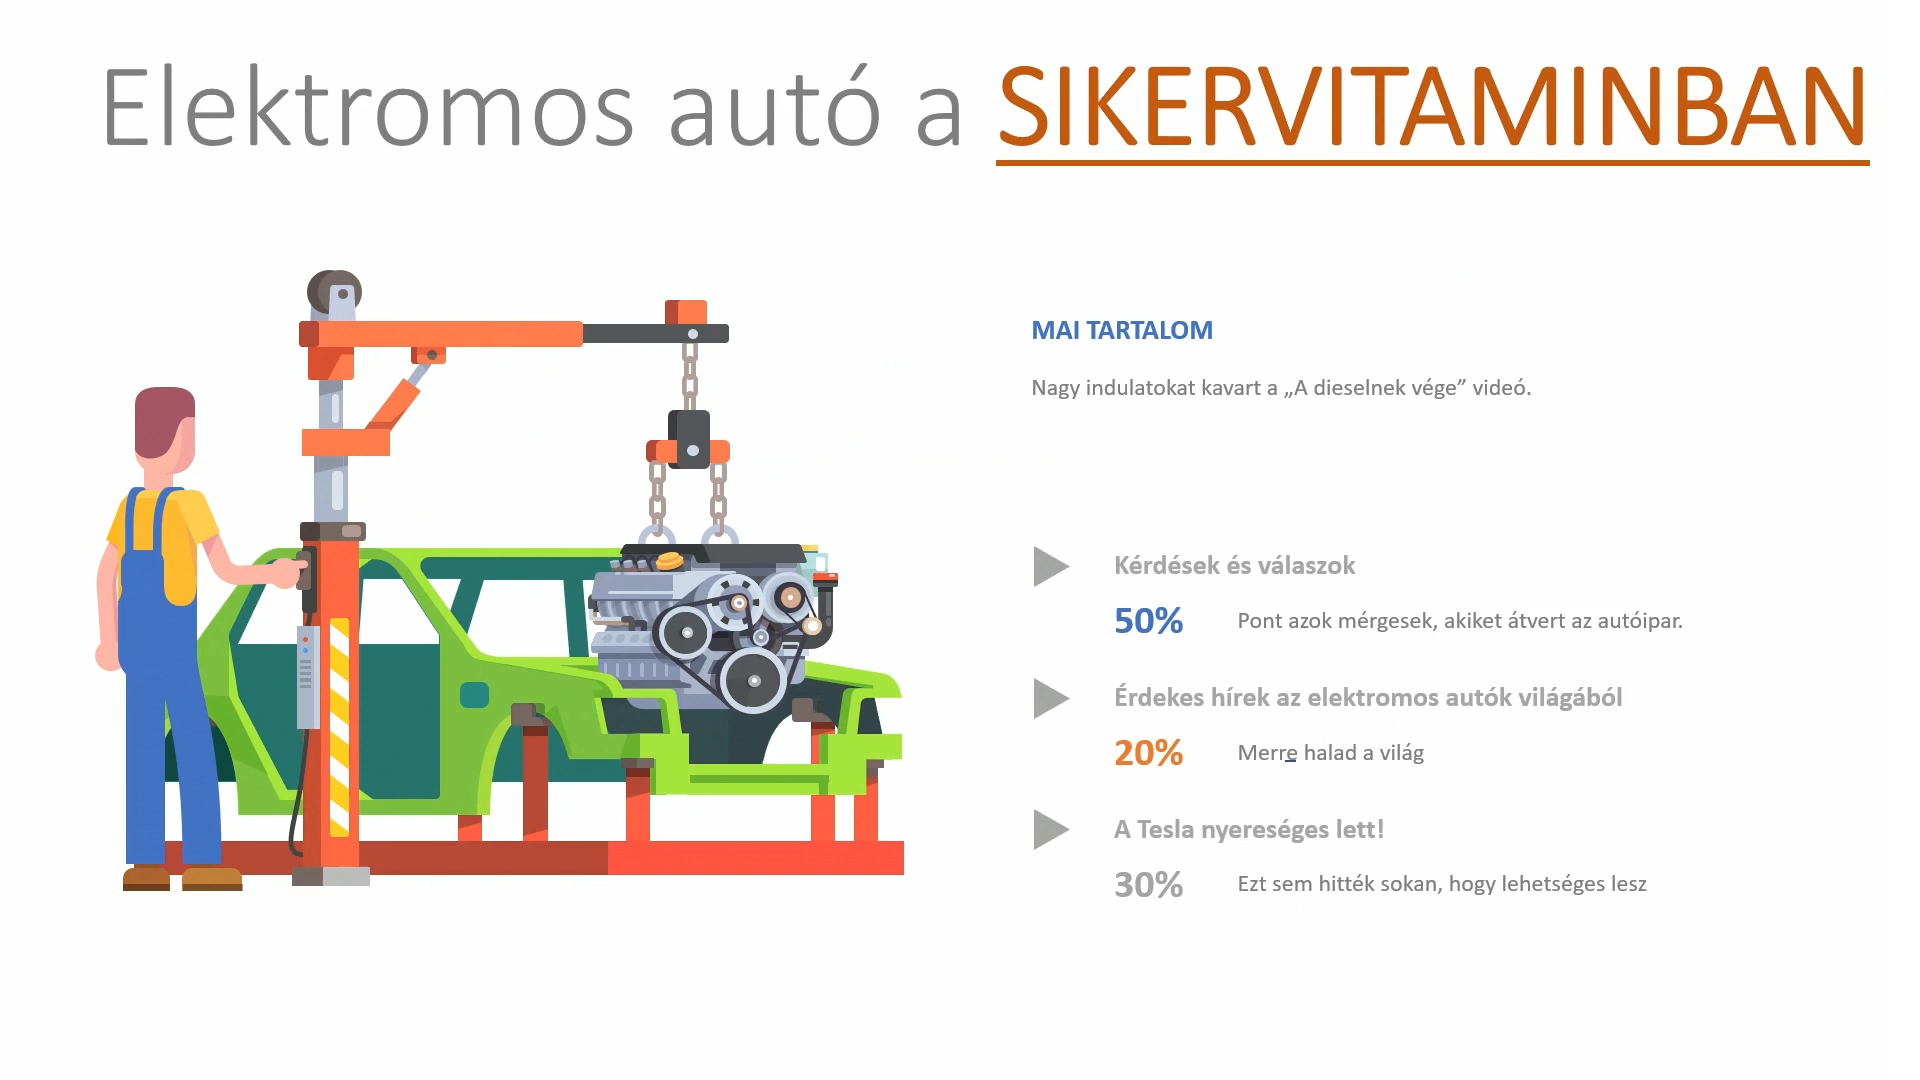 Elektromos autó a SIKERVITAMINBAN
MAI TARTALOM
Nagy indulatokat kavart a „A dieselnek vége” videó.
Kérdések és válaszok
50% Pont azok mérgesek, akiket átvert az autóipar.
Érdekes hírek az elektromos autók világából
20% Merre halad a világ
A Tesla nyereséges lett!
30% Ezt sem hitték sokan, hogy lehetséges lesz